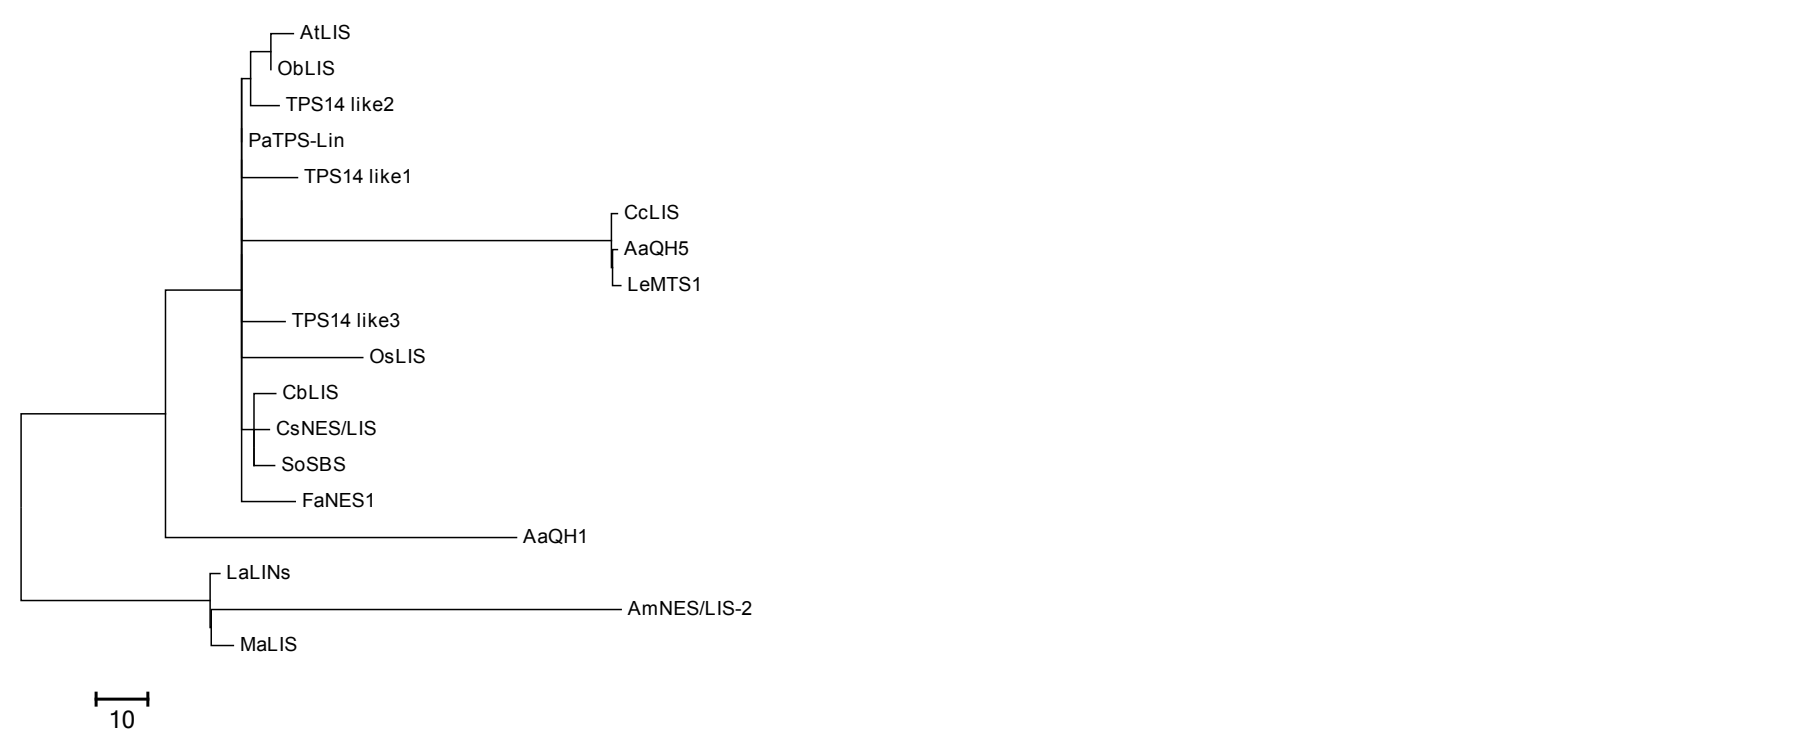 AtLIS
ObLIS
TPS14 like2
PaTPS-Lin
TPS14 like1
CcLIS
AaQH5
LeMTS1
TPS14 like3
OsLIS
CbLIS
CsNES/LIS
SoSBS
FaNES1
AaQH1
LaLINs
AmNES/LIS-2
MaLIS
10